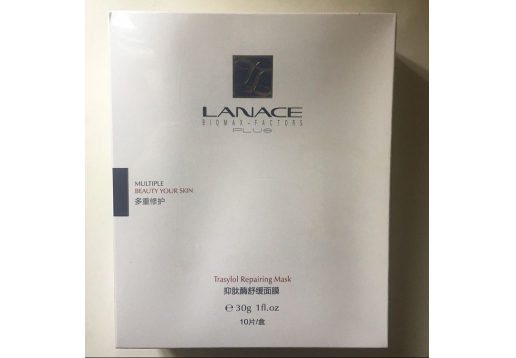 LANACE
BIOMAX-FACTORS
PLUS
MULTIPLE
BEAUTY YOUR SKIN
多重修护
Trasylol Repairing Mask
抑肽酶舒缓面膜
℮ 30g 1fl.oz
10片/盒